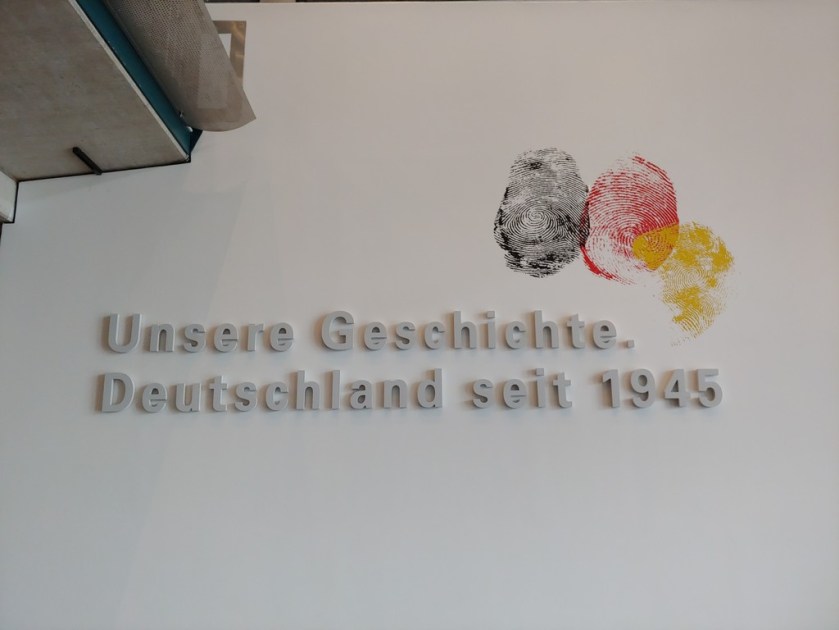 Unsere Geschichte.
Deutschland seit 1945